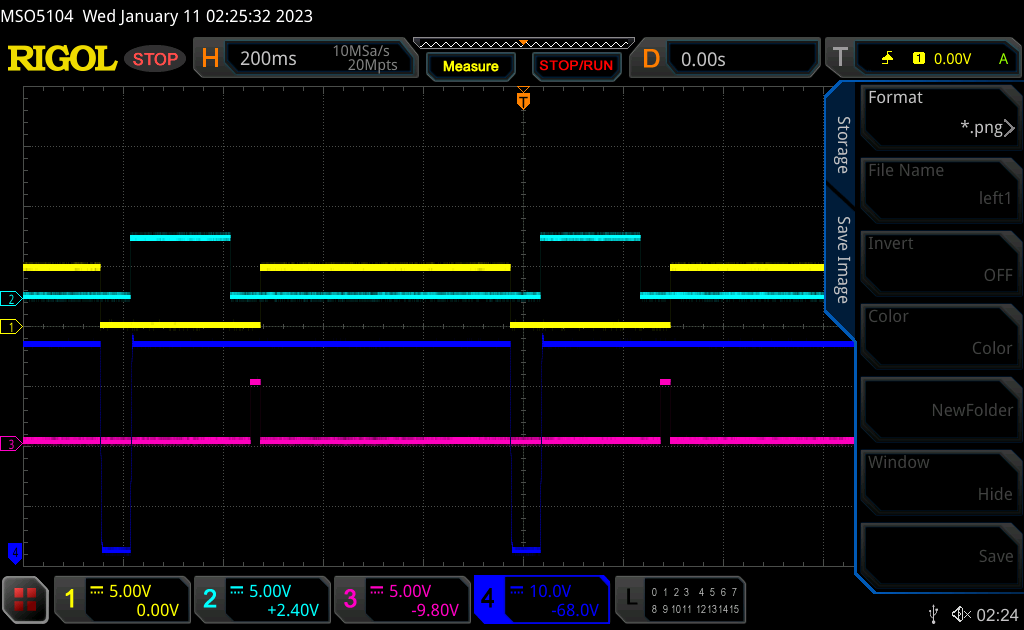 MSO5104 Wed January 11 02:25:32 2023
RIGOL STOP H 200ms 10MSa/s 20Mpts Measure STOP/RUN D 0.00s T 1 0.00V A
T
Storage
Save Image
Format
*.png
File Name
left1
Invert
OFF
Color
Color
NewFolder
Window
Hide
Save
2
1
3
4
1 5.00V 0.00V
2 5.00V +2.40V
3 5.00V -9.80V
4 10.0V -68.0V
L 0 1 2 3 4 5 6 7
8 9 10 11 12 13 14 15
02:24